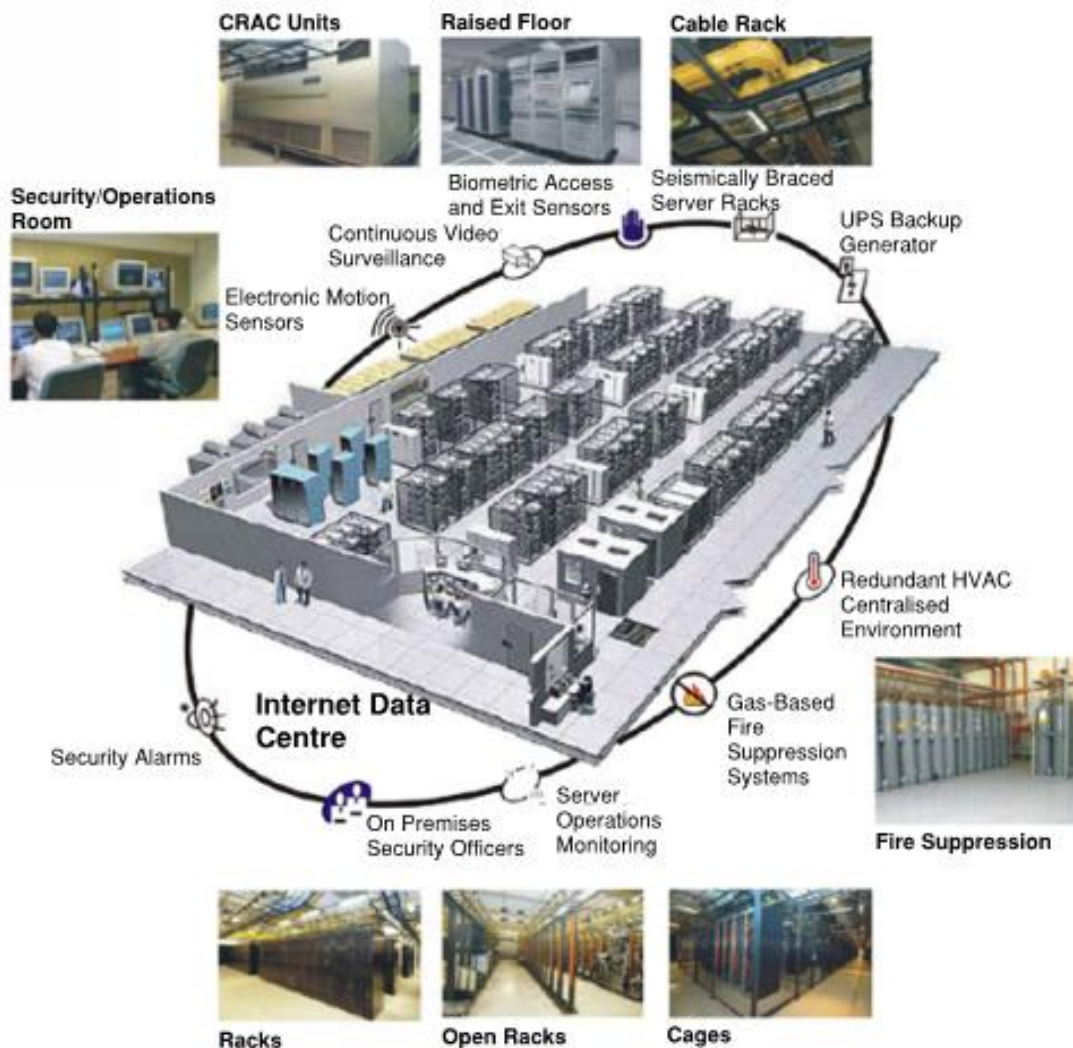 CRAC Units
Raised Floor
Cable Rack
Security/Operations
Room
Biometric Access
and Exit Sensors
Seismically Braced
Server Racks
Continuous Video
Surveillance
UPS Backup
Generator
Electronic Motion
Sensors
Redundant HVAC
Centralised
Environment
Internet Data
Centre
Gas-Based
Fire
Suppression
Systems
Security Alarms
Server
Operations
Monitoring
On Premises
Security Officers
Fire Suppression
Racks
Open Racks
Cages